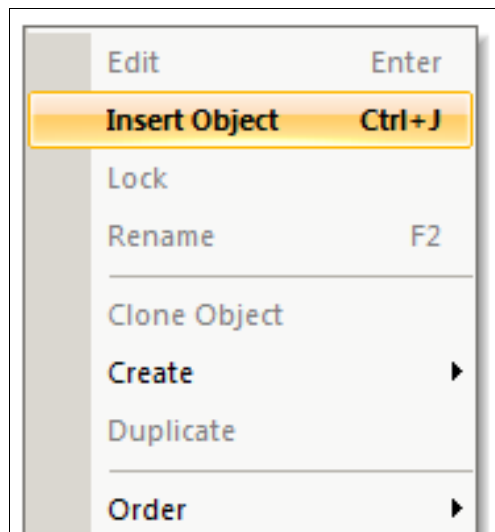 Edit Enter
Insert Object Ctrl+J
Lock
Rename F2
Clone Object
Create
Duplicate
Order